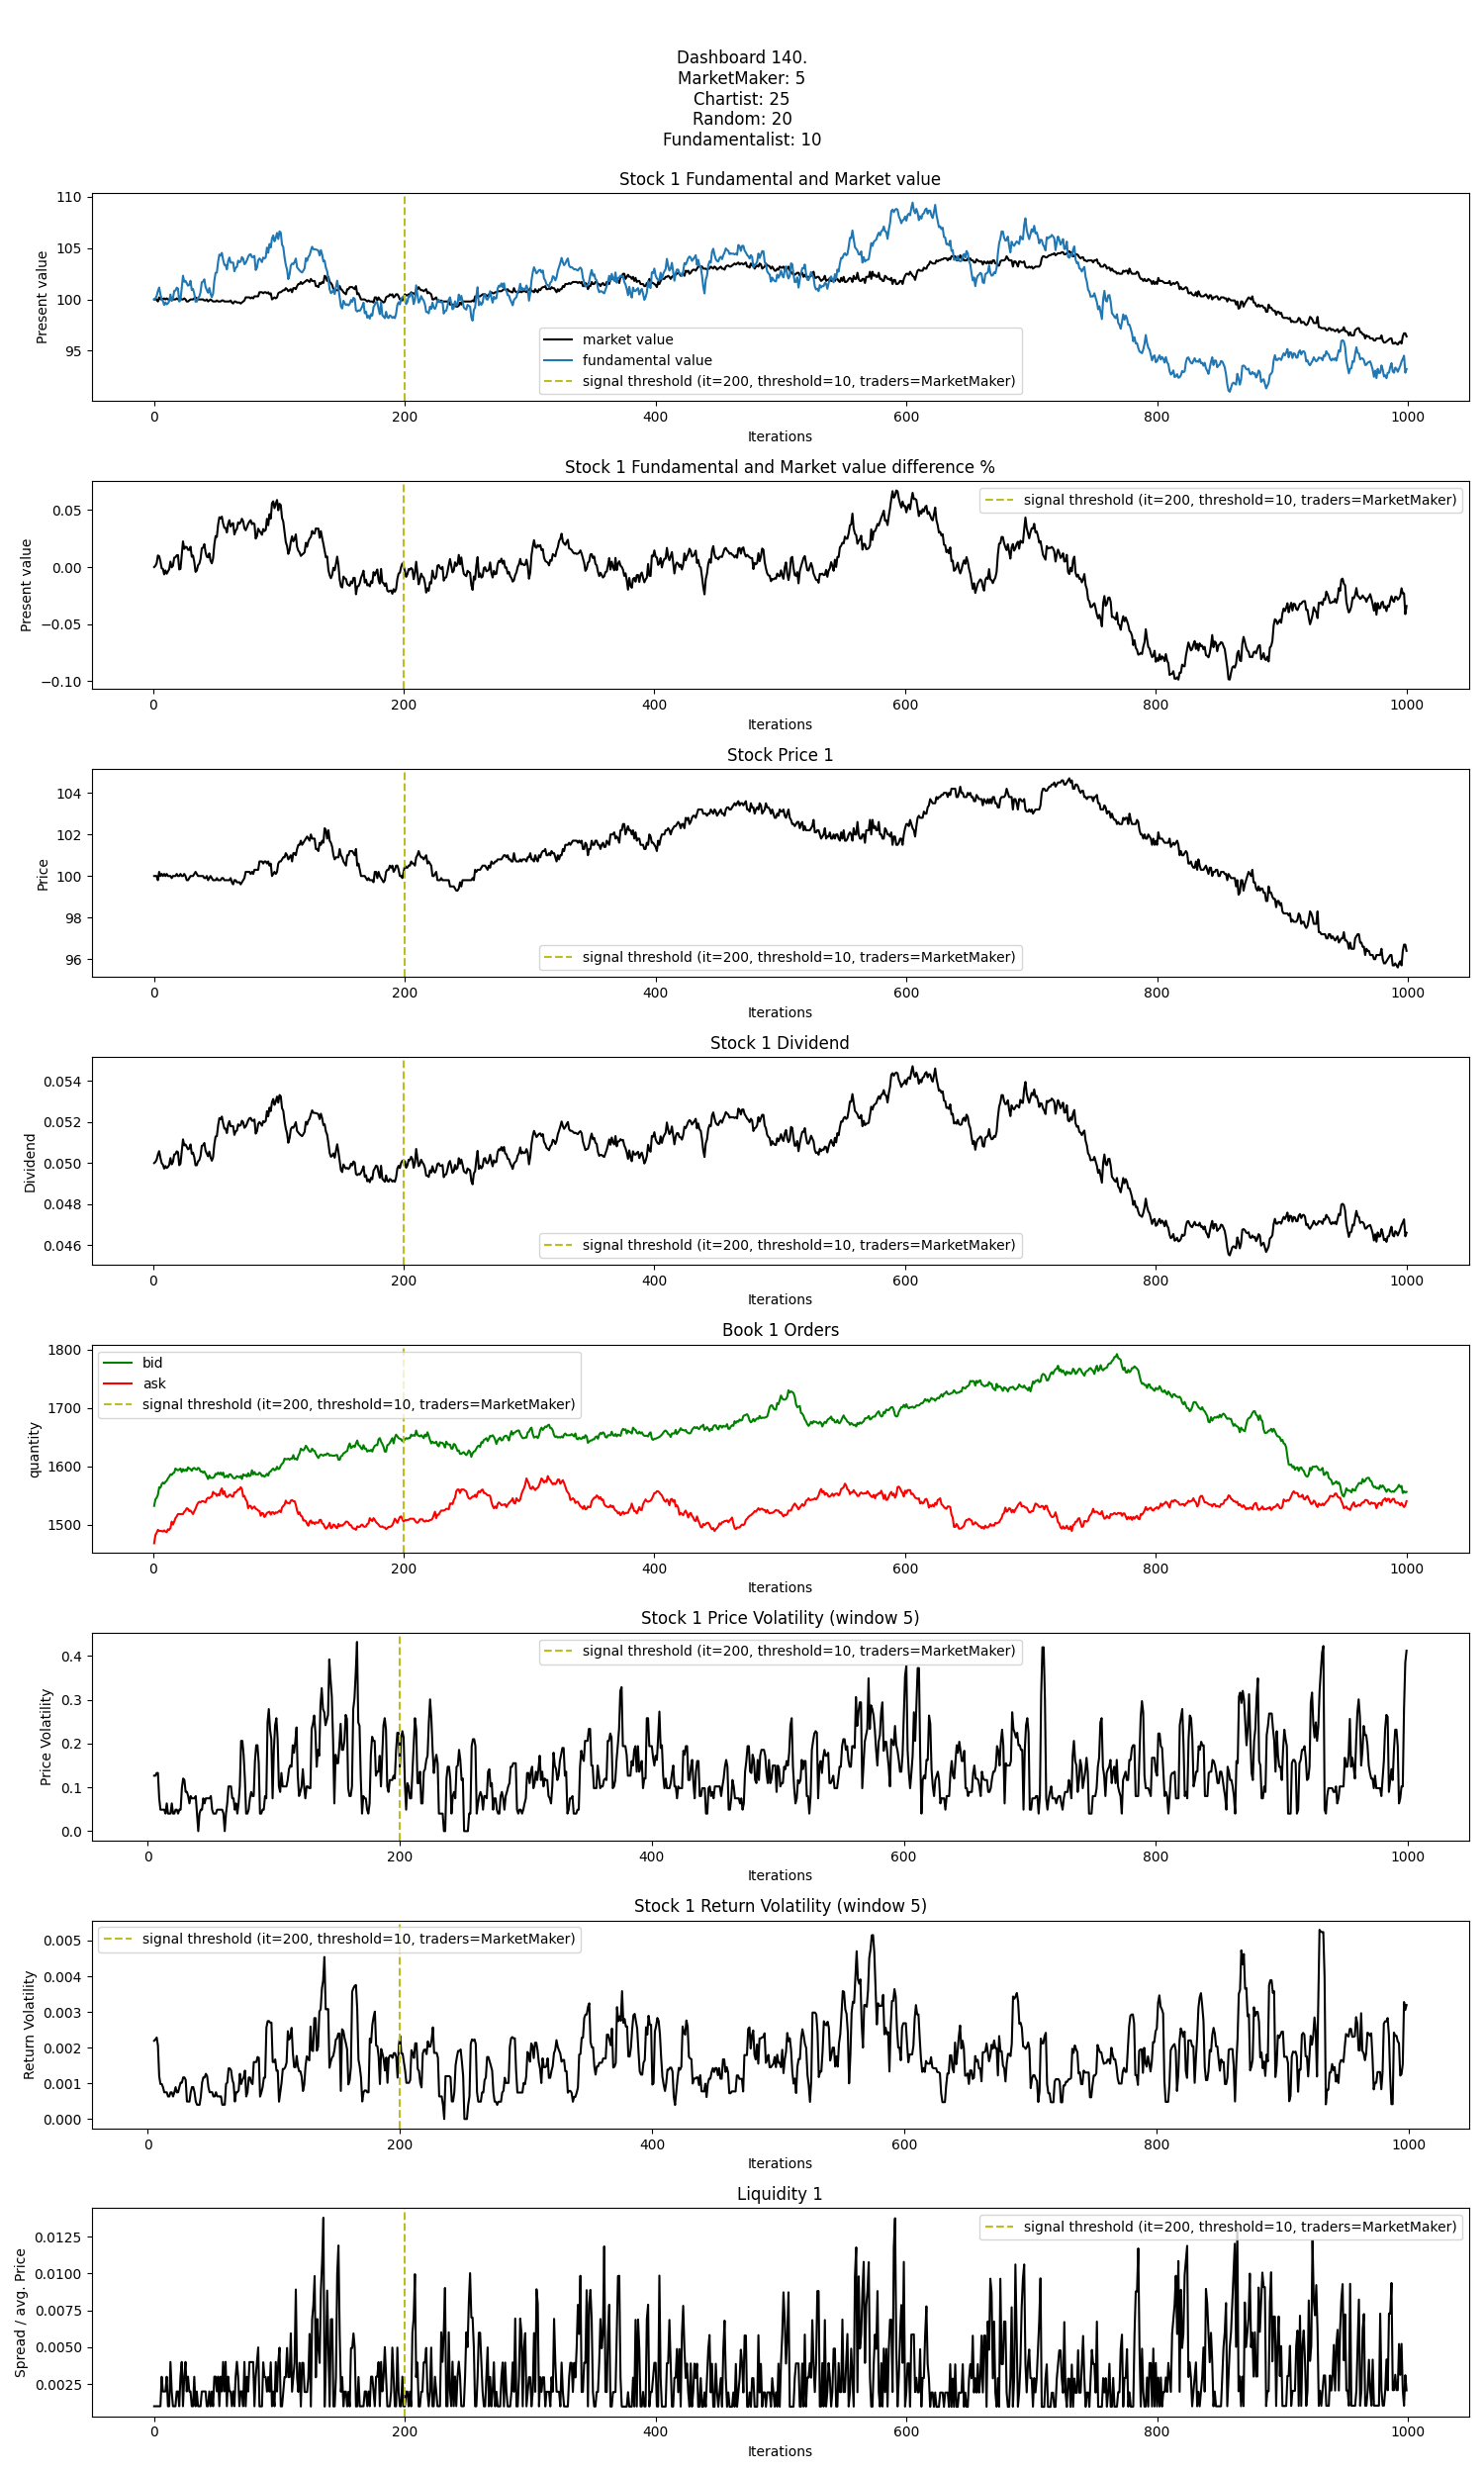 Dashboard 140.
MarketMaker: 5
Chartist: 25
Random: 20
Fundamentalist: 10
Stock 1 Fundamental and Market value
110
105
100
95
Present value
market value
fundamental value
signal threshold (it=200, threshold=10, traders=MarketMaker)
0 200 400 600 800 1000
Iterations
Stock 1 Fundamental and Market value difference %
signal threshold (it=200, threshold=10, traders=MarketMaker)
0.05
0.00
−0.05
−0.10
Present value
0 200 400 600 800 1000
Iterations
Stock Price 1
104
102
100
98
96
Price
signal threshold (it=200, threshold=10, traders=MarketMaker)
0 200 400 600 800 1000
Iterations
Stock 1 Dividend
0.054
0.052
0.050
0.048
0.046
Dividend
signal threshold (it=200, threshold=10, traders=MarketMaker)
0 200 400 600 800 1000
Iterations
Book 1 Orders
1800
1700
1600
1500
quantity
bid
ask
signal threshold (it=200, threshold=10, traders=MarketMaker)
0 200 400 600 800 1000
Iterations
Stock 1 Price Volatility (window 5)
signal threshold (it=200, threshold=10, traders=MarketMaker)
0.4
0.3
0.2
0.1
0.0
Price Volatility
0 200 400 600 800 1000
Iterations
Stock 1 Return Volatility (window 5)
signal threshold (it=200, threshold=10, traders=MarketMaker)
0.005
0.004
0.003
0.002
0.001
0.000
Return Volatility
0 200 400 600 800 1000
Iterations
Liquidity 1
signal threshold (it=200, threshold=10, traders=MarketMaker)
0.0125
0.0100
0.0075
0.0050
0.0025
Spread / avg. Price
0 200 400 600 800 1000
Iterations